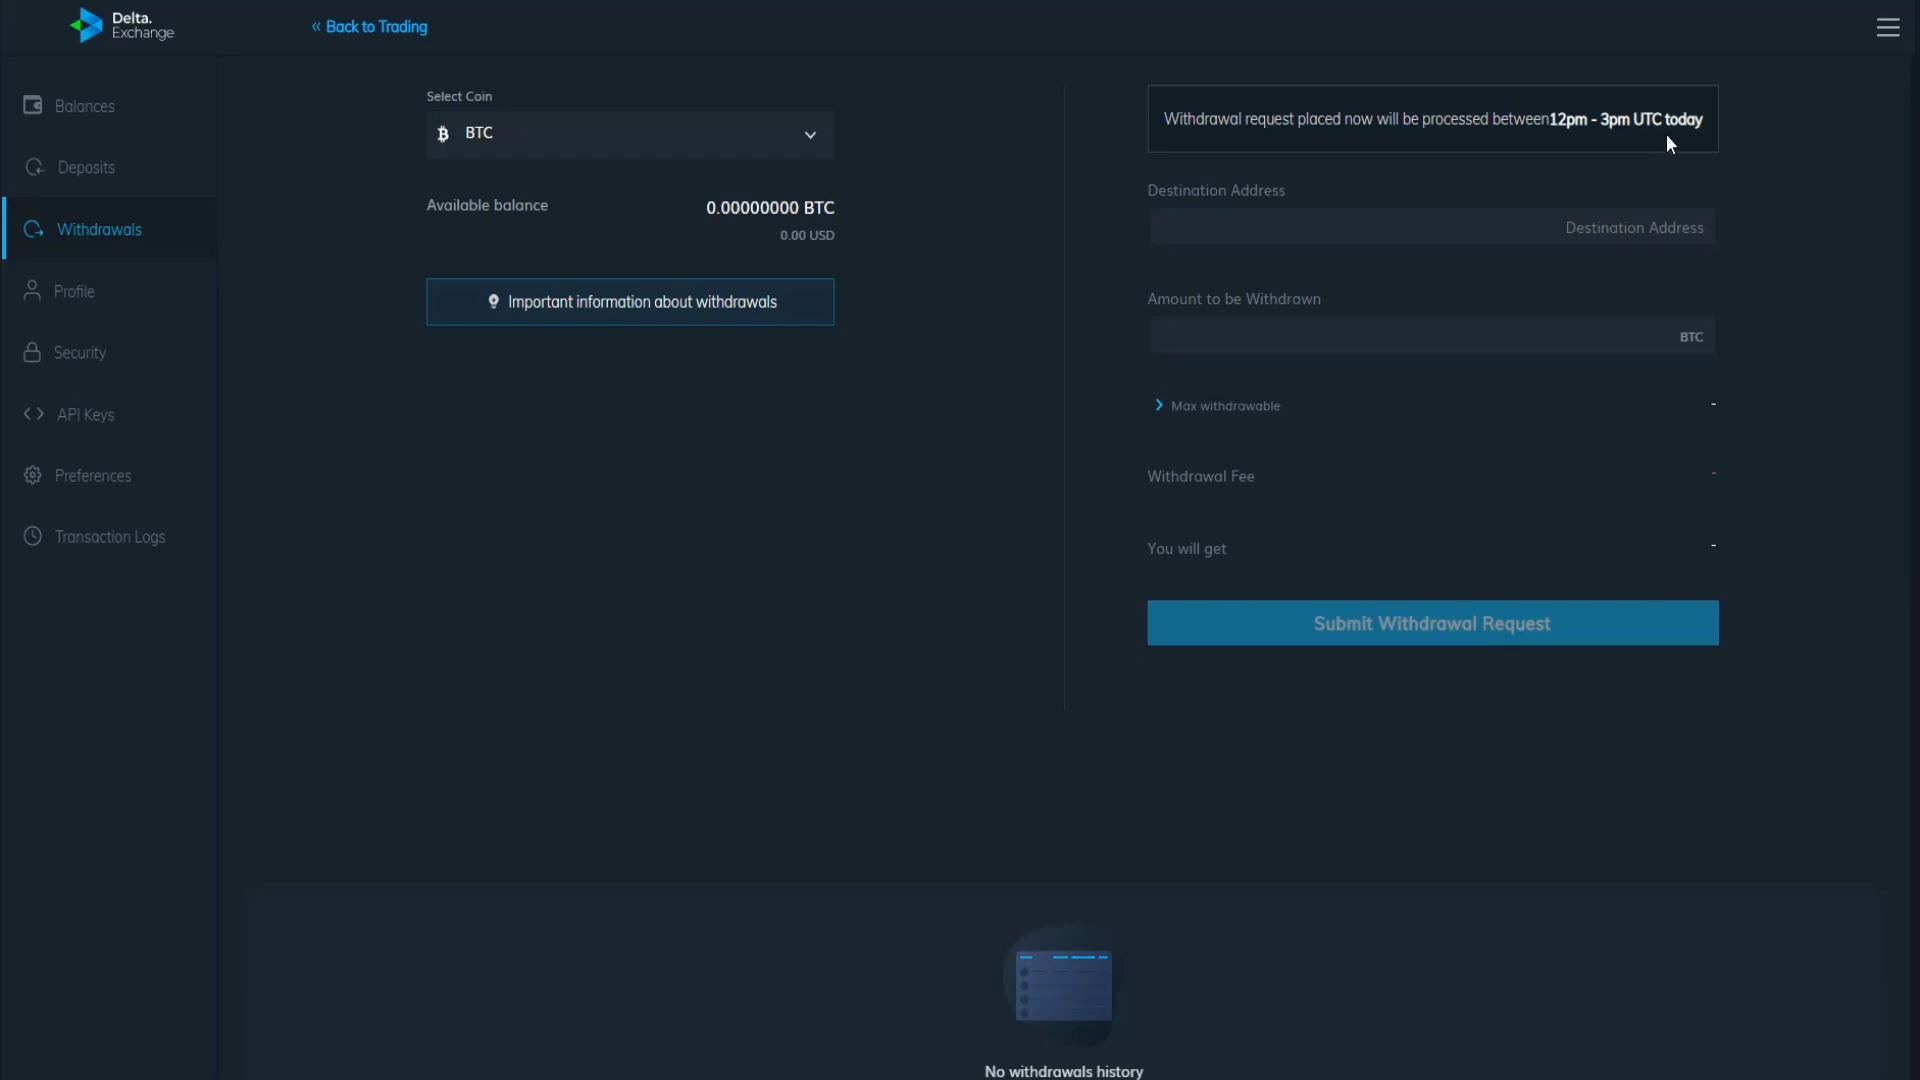 Delta.
Exchange
« Back to Trading
Balances
Deposits
Withdrawals
Profile
Security
API Keys
Preferences
Transaction Logs
Select Coin
BTC
Available balance
0.00000000 BTC
0.00 USD
Important information about withdrawals
Withdrawal request placed now will be processed between12pm - 3pm UTC today
Destination Address
Destination Address
Amount to be Withdrawn
BTC
Max withdrawable -
Withdrawal Fee -
You will get -
Submit Withdrawal Request
No withdrawals history